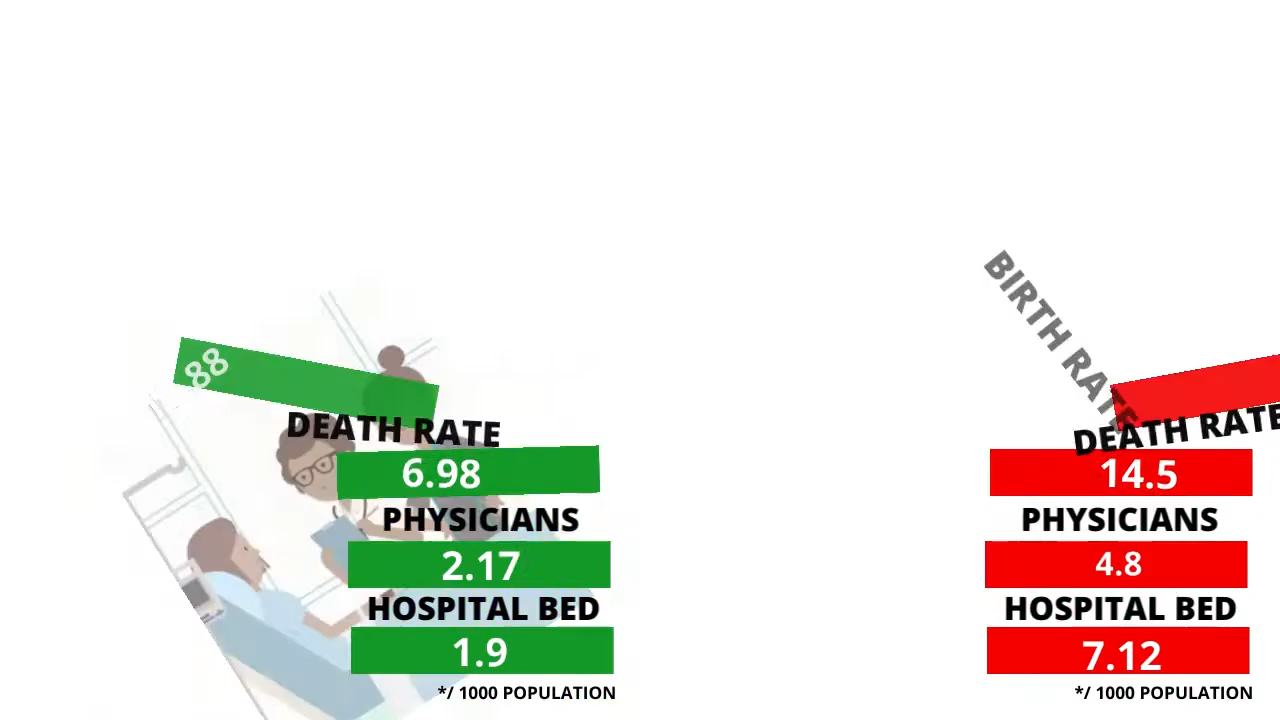 88
DEATH RATE
6.98
PHYSICIANS
2.17
HOSPITAL BED
1.9
*/ 1000 POPULATION
BIRTH RATE
DEATH RATE
14.5
PHYSICIANS
4.8
HOSPITAL BED
7.12
*/ 1000 POPULATION